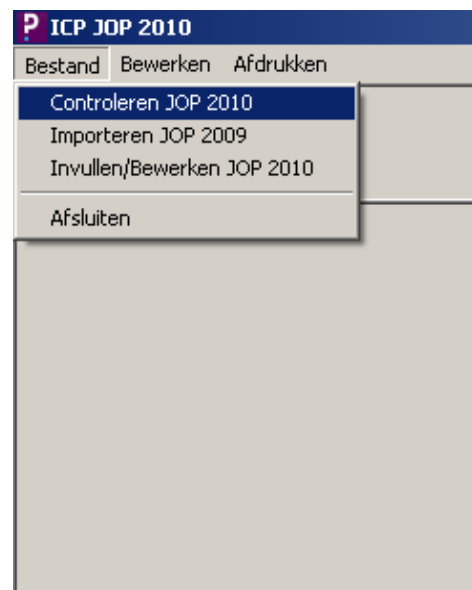 ICP JOP 2010
Bestand Bewerken Afdrukken
Controleren JOP 2010
Importeren JOP 2009
Invullen/Bewerken JOP 2010
Afsluiten